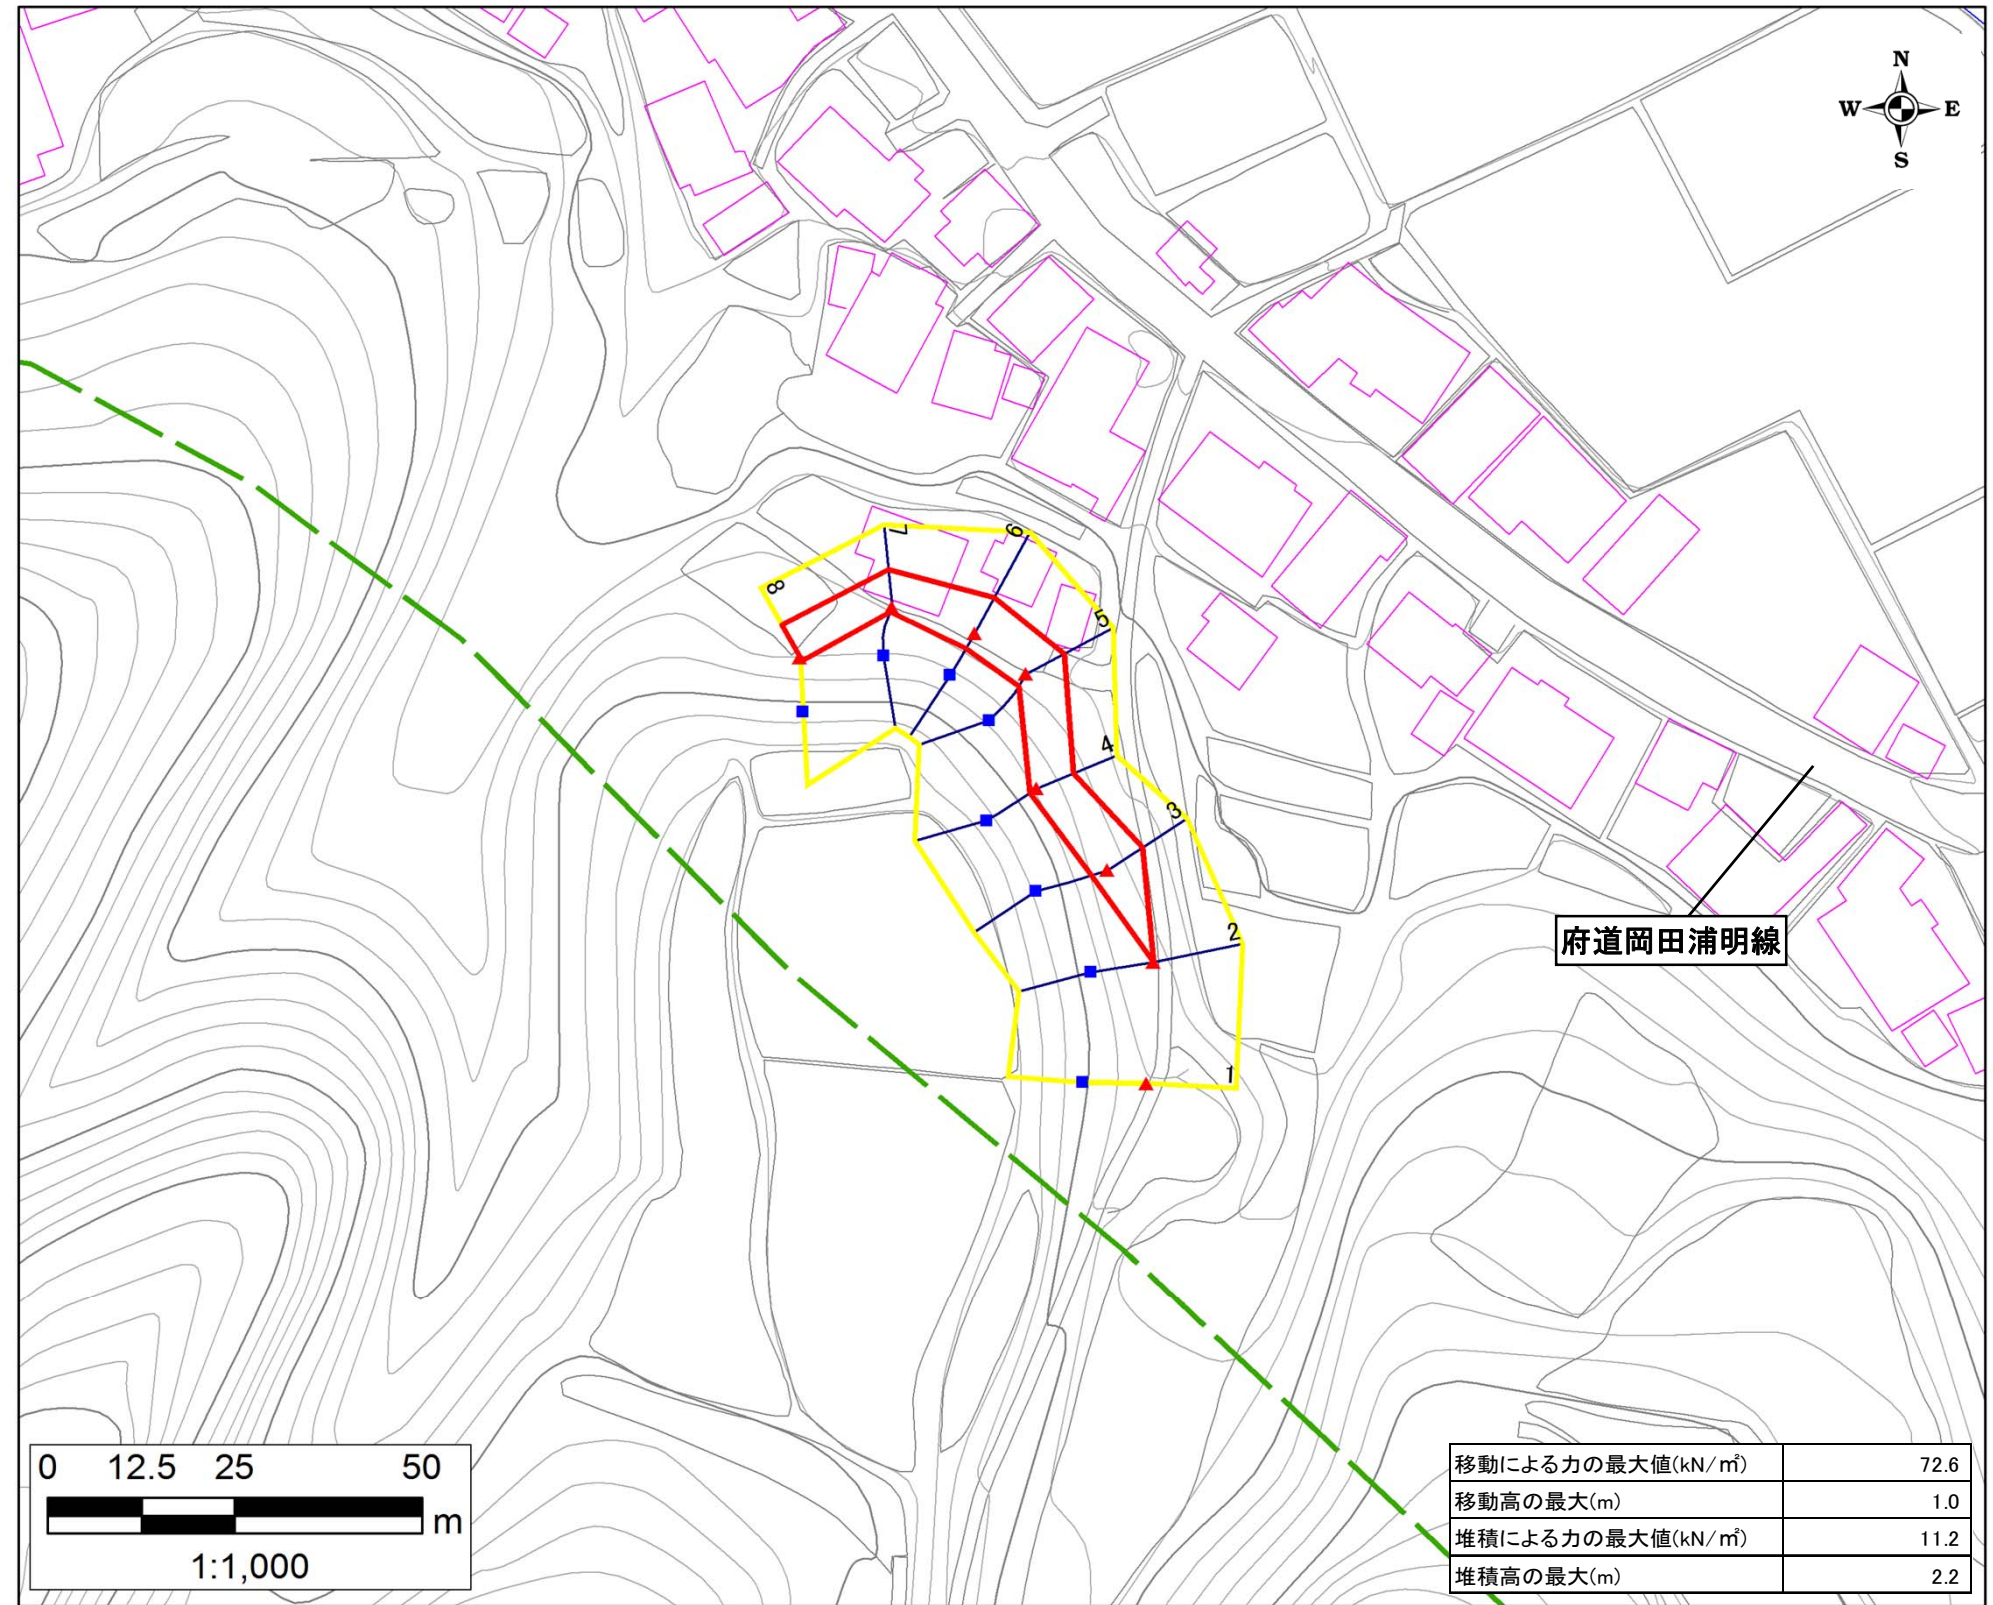 N
W E
S
7
6
8
5
4
3
2
1
府道岡田浦明線
0 12.5 25 50
m
1:1,000
移動による力の最大値(kN/㎡) 72.6
移動高の最大(m) 1.0
堆積による力の最大値(kN/㎡) 11.2
堆積高の最大(m) 2.2